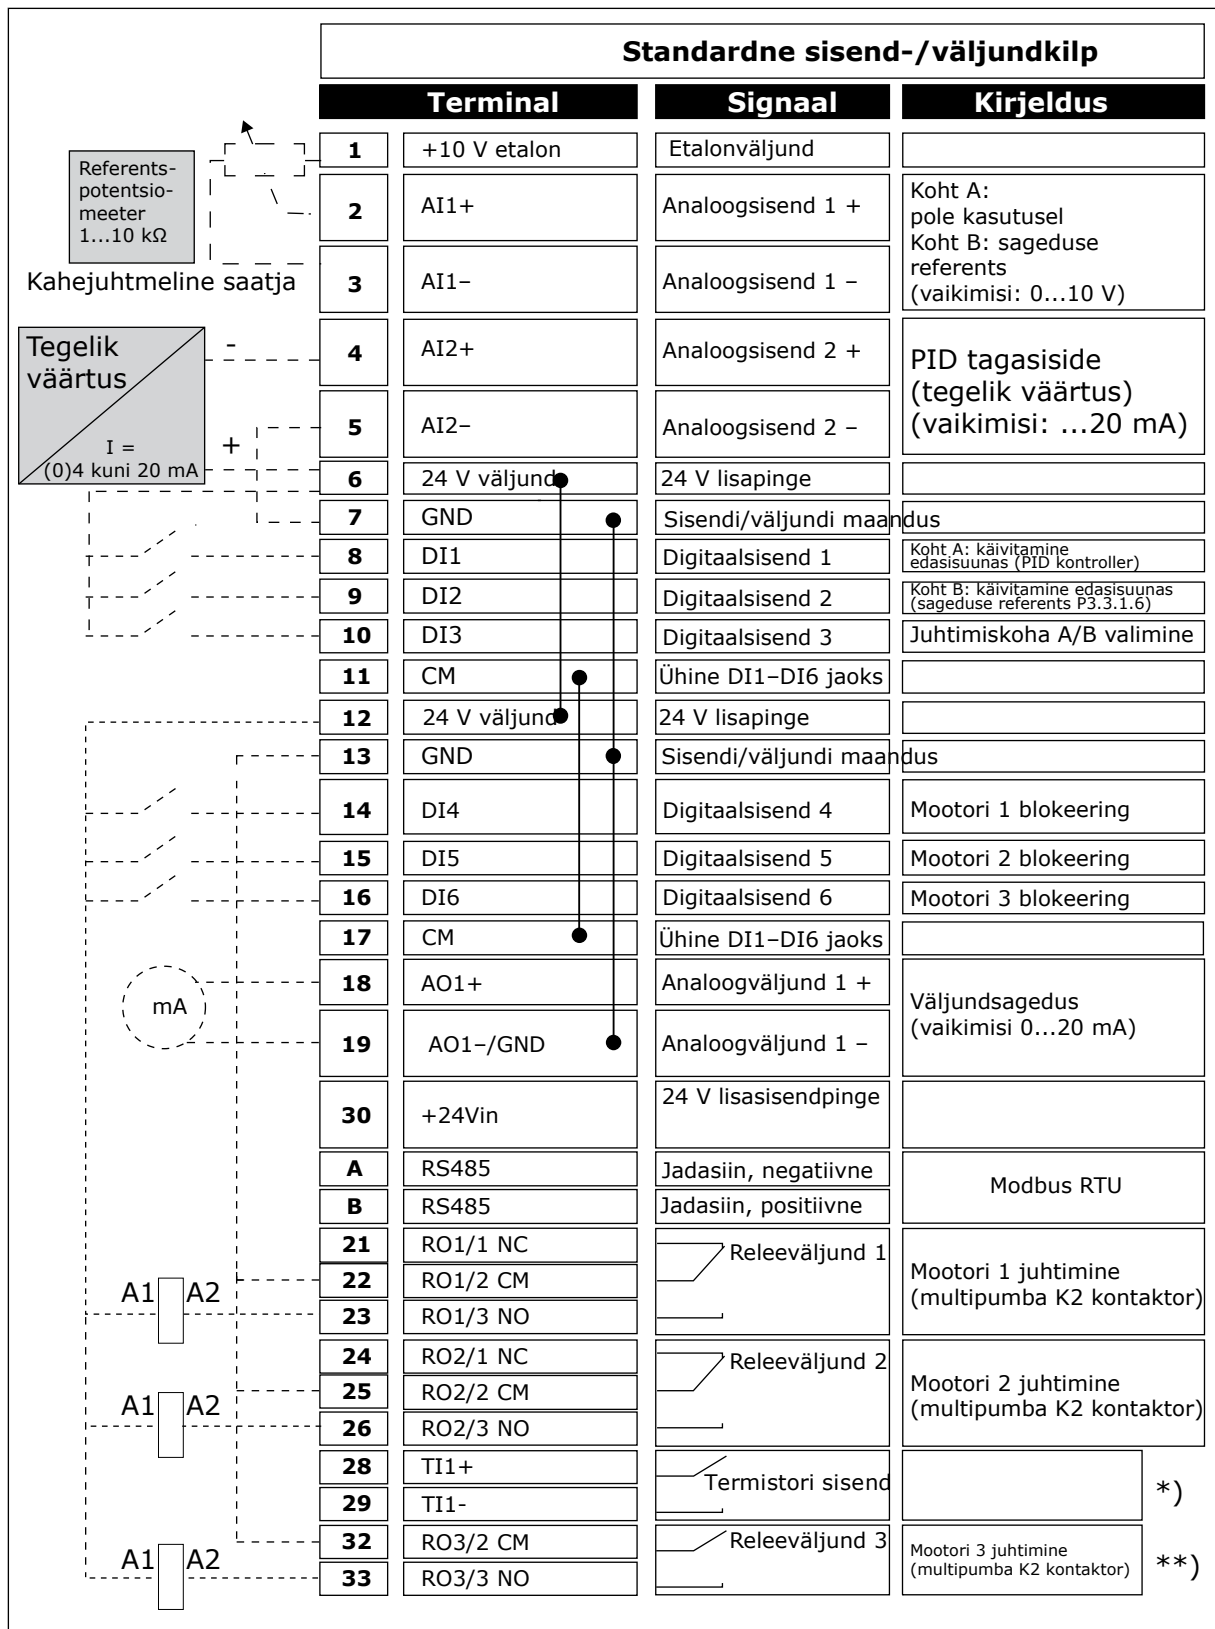 Standardne sisend-/väljundkilp
Terminal Signaal Kirjeldus
Referents-
potentsio-
meeter
1...10 kΩ
Kahejuhtmeline saatja
1 +10 V etalon Etalonväljund
2 AI1+ Analoogsisend 1 +
3 AI1– Analoogsisend 1 –
Koht A:
pole kasutusel
Koht B: sageduse
referents
(vaikimisi: 0...10 V)
Tegelik
väärtus
-
+
I =
(0)4 kuni 20 mA
4 AI2+ Analoogsisend 2 +
5 AI2– Analoogsisend 2 –
PID tagasiside
(tegelik väärtus)
(vaikimisi: ...20 mA)
6 24 V väljund 24 V lisapinge
7 GND Sisendi/väljundi maandus
8 DI1 Digitaalsisend 1
Koht A: käivitamine
edasisuunas (PID kontroller)
9 DI2 Digitaalsisend 2
Koht B: käivitamine edasisuunas
(sageduse referents P3.3.1.6)
10 DI3 Digitaalsisend 3 Juhtimiskoha A/B valimine
11 CM Ühine DI1–DI6 jaoks
12 24 V väljund 24 V lisapinge
13 GND Sisendi/väljundi maandus
14 DI4 Digitaalsisend 4 Mootori 1 blokeering
15 DI5 Digitaalsisend 5 Mootori 2 blokeering
16 DI6 Digitaalsisend 6 Mootori 3 blokeering
17 CM Ühine DI1–DI6 jaoks
mA
18 AO1+ Analoogväljund 1 +
19 AO1–/GND Analoogväljund 1 –
Väljundsagedus
(vaikimisi 0...20 mA)
30 +24Vin 24 V lisasisendpinge
A RS485 Jadasiin, negatiivne
B RS485 Jadasiin, positiivne
Modbus RTU
21 RO1/1 NC Releeväljund 1
22 RO1/2 CM
A1 A2
23 RO1/3 NO
Mootori 1 juhtimine
(multipumba K2 kontaktor)
24 RO2/1 NC Releeväljund 2
25 RO2/2 CM
A1 A2
26 RO2/3 NO
Mootori 2 juhtimine
(multipumba K2 kontaktor)
28 TI1+ Termistori sisend *)
29 TI1-
32 RO3/2 CM Releeväljund 3
A1 A2
33 RO3/3 NO
Mootori 3 juhtimine
(multipumba K2 kontaktor)
**)